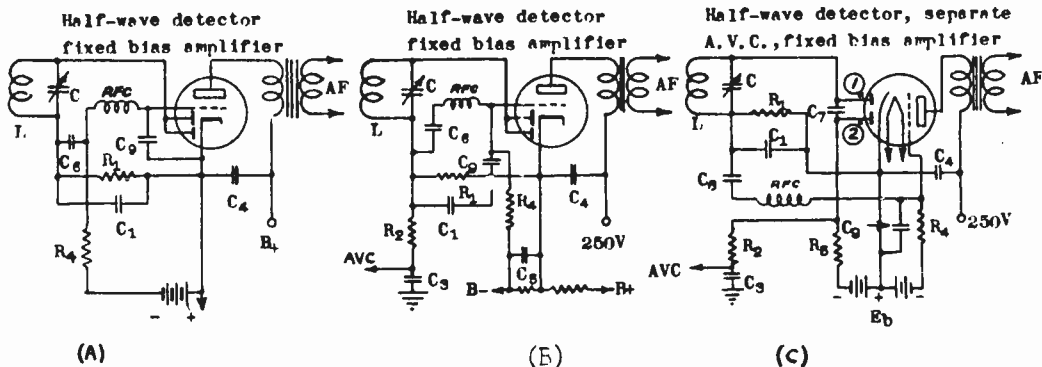 Half-wave detector
fixed bias amplifier
C
RFC
AF
L
C6
C9
R1
C4
C1
R4
B+
- +
(A)
Half-wave detector
fixed bias amplifier
C
RFC
AF
L
C6
C9
R1
C4
C1
R4
R2
250V
AVC
C5
C3
B-
B+
(B)
Half-wave detector, separate
A.V.C., fixed bias amplifier
1
C
R1
C7
AF
L
2
C1
C4
RFC
C9
R4
250V
R2
R5
AVC
C3
- + -
Eb
(C)